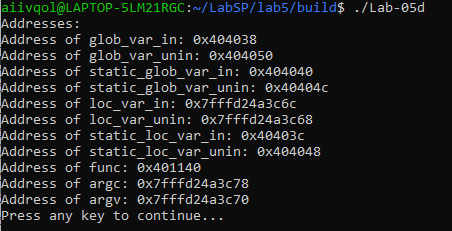 aiivqol@LAPTOP-5LM21RGC:~/LabSP/lab5/build$ ./Lab-05d
Addresses:
Address of glob_var_in: 0x404038
Address of glob_var_unin: 0x404050
Address of static_glob_var_in: 0x404040
Address of static_glob_var_unin: 0x40404c
Address of loc_var_in: 0x7fffd24a3c6c
Address of loc_var_unin: 0x7fffd24a3c68
Address of static_loc_var_in: 0x40403c
Address of static_loc_var_unin: 0x404048
Address of func: 0x401140
Address of argc: 0x7fffd24a3c78
Address of argv: 0x7fffd24a3c70
Press any key to continue...